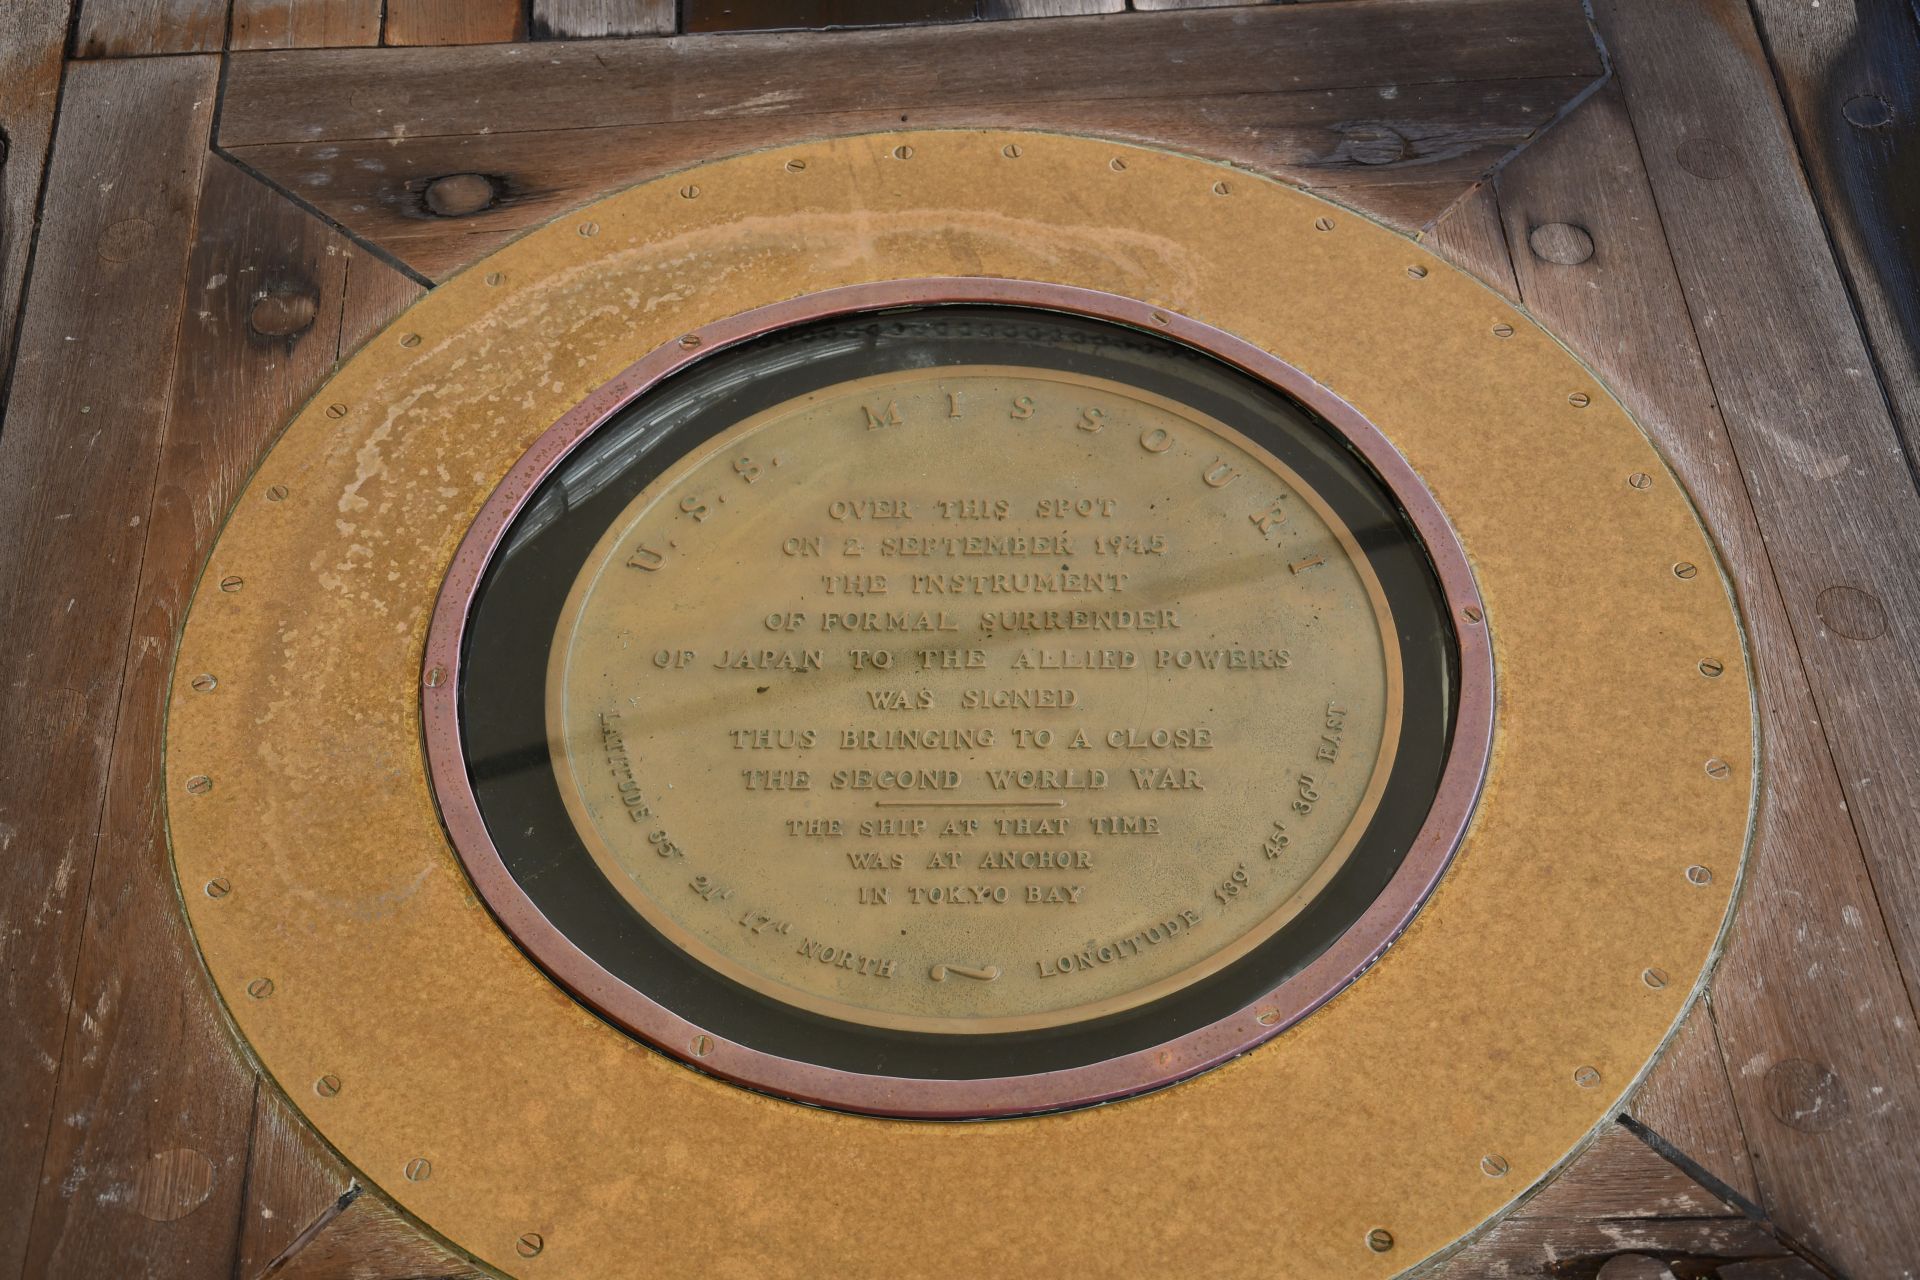 U.S.S. MISSOURI
OVER THIS SPOT
ON 2 SEPTEMBER 1945
THE INSTRUMENT
OF FORMAL SURRENDER
OF JAPAN TO THE ALLIED POWERS
WAS SIGNED
THUS BRINGING TO A CLOSE
THE SECOND WORLD WAR
THE SHIP AT THAT TIME
WAS AT ANCHOR
IN TOKYO BAY
LATITUDE 35° 21' 17" NORTH ~ LONGITUDE 139° 45' 36" EAST